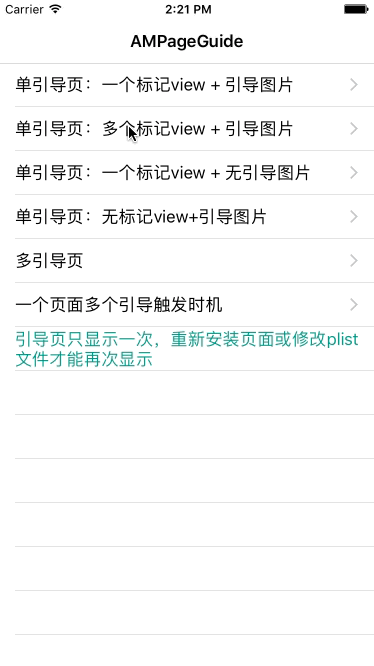 Carrier 2:21 PM
AMPageGuide
单引导页：一个标记view + 引导图片
单引导页：多个标记view + 引导图片
单引导页：一个标记view + 无引导图片
单引导页：无标记view+引导图片
多引导页
一个页面多个引导触发时机
引导页只显示一次，重新安装页面或修改plist
文件才能再次显示